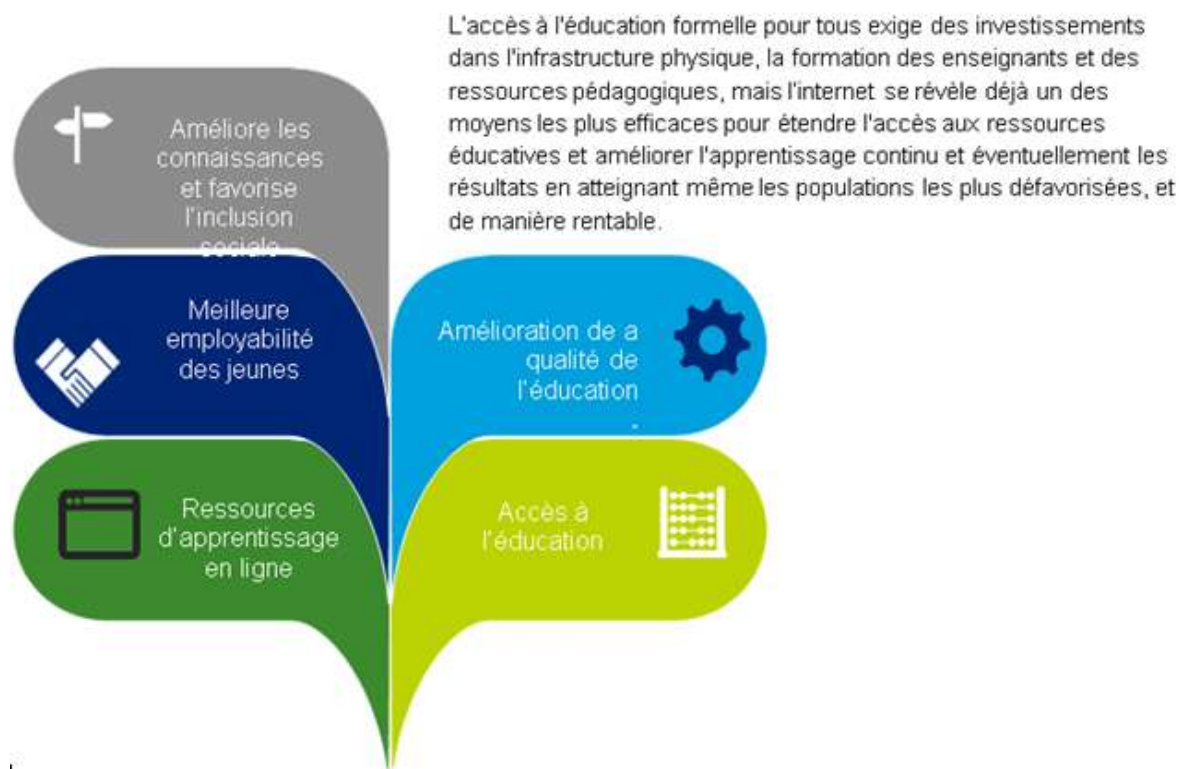 L'accès à l'éducation formelle pour tous exige des investissements
dans l'infrastructure physique, la formation des enseignants et des
ressources pédagogiques, mais l'internet se révèle déjà un des
moyens les plus efficaces pour étendre l'accès aux ressources
éducatives et améliorer l'apprentissage continu et éventuellement les
résultats en atteignant même les populations les plus défavorisées, et
de manière rentable.
Améliore les
connaissances
et favorise
l'inclusion
sociale
Meilleure
employabilité
des jeunes
Amélioration de a
qualité de
l'éducation
.
Ressources
d'apprentissage
en ligne
Accès à
l'éducation